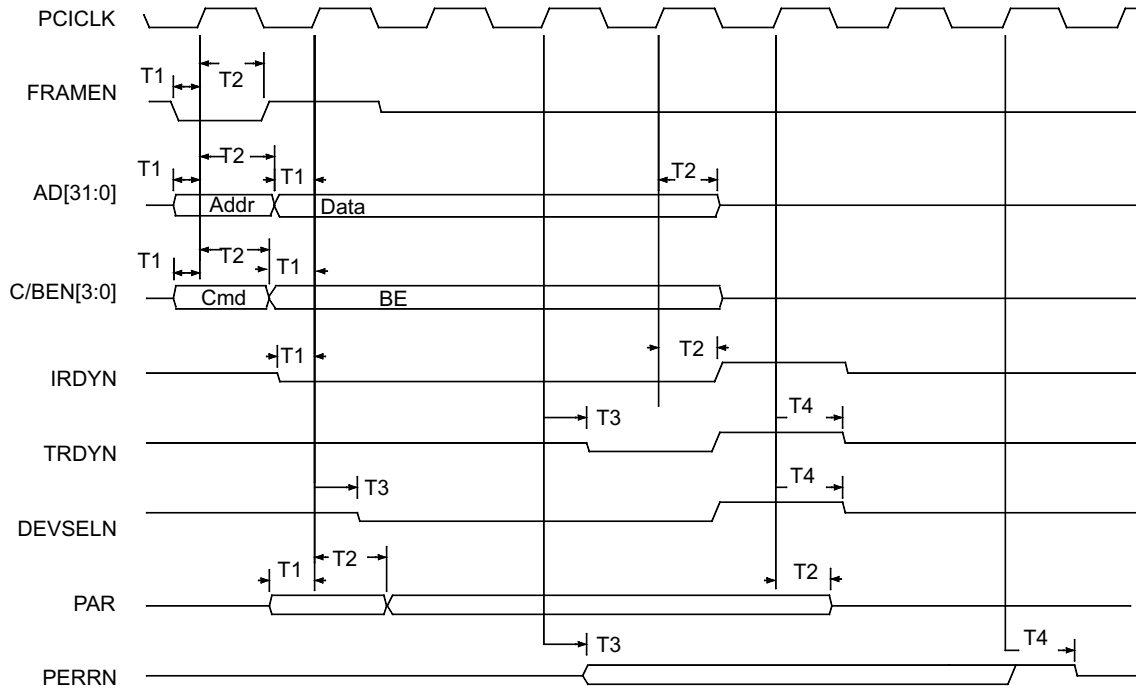 PCICLK
T1
T2
FRAMEN
T1
T2
T1
T2
AD[31:0]
Addr
Data
T1
T2
T1
C/BEN[3:0]
Cmd
BE
T1
T2
IRDYN
T3
T4
TRDYN
T3
T4
DEVSELN
T1
T2
T2
PAR
T3
T4
PERRN